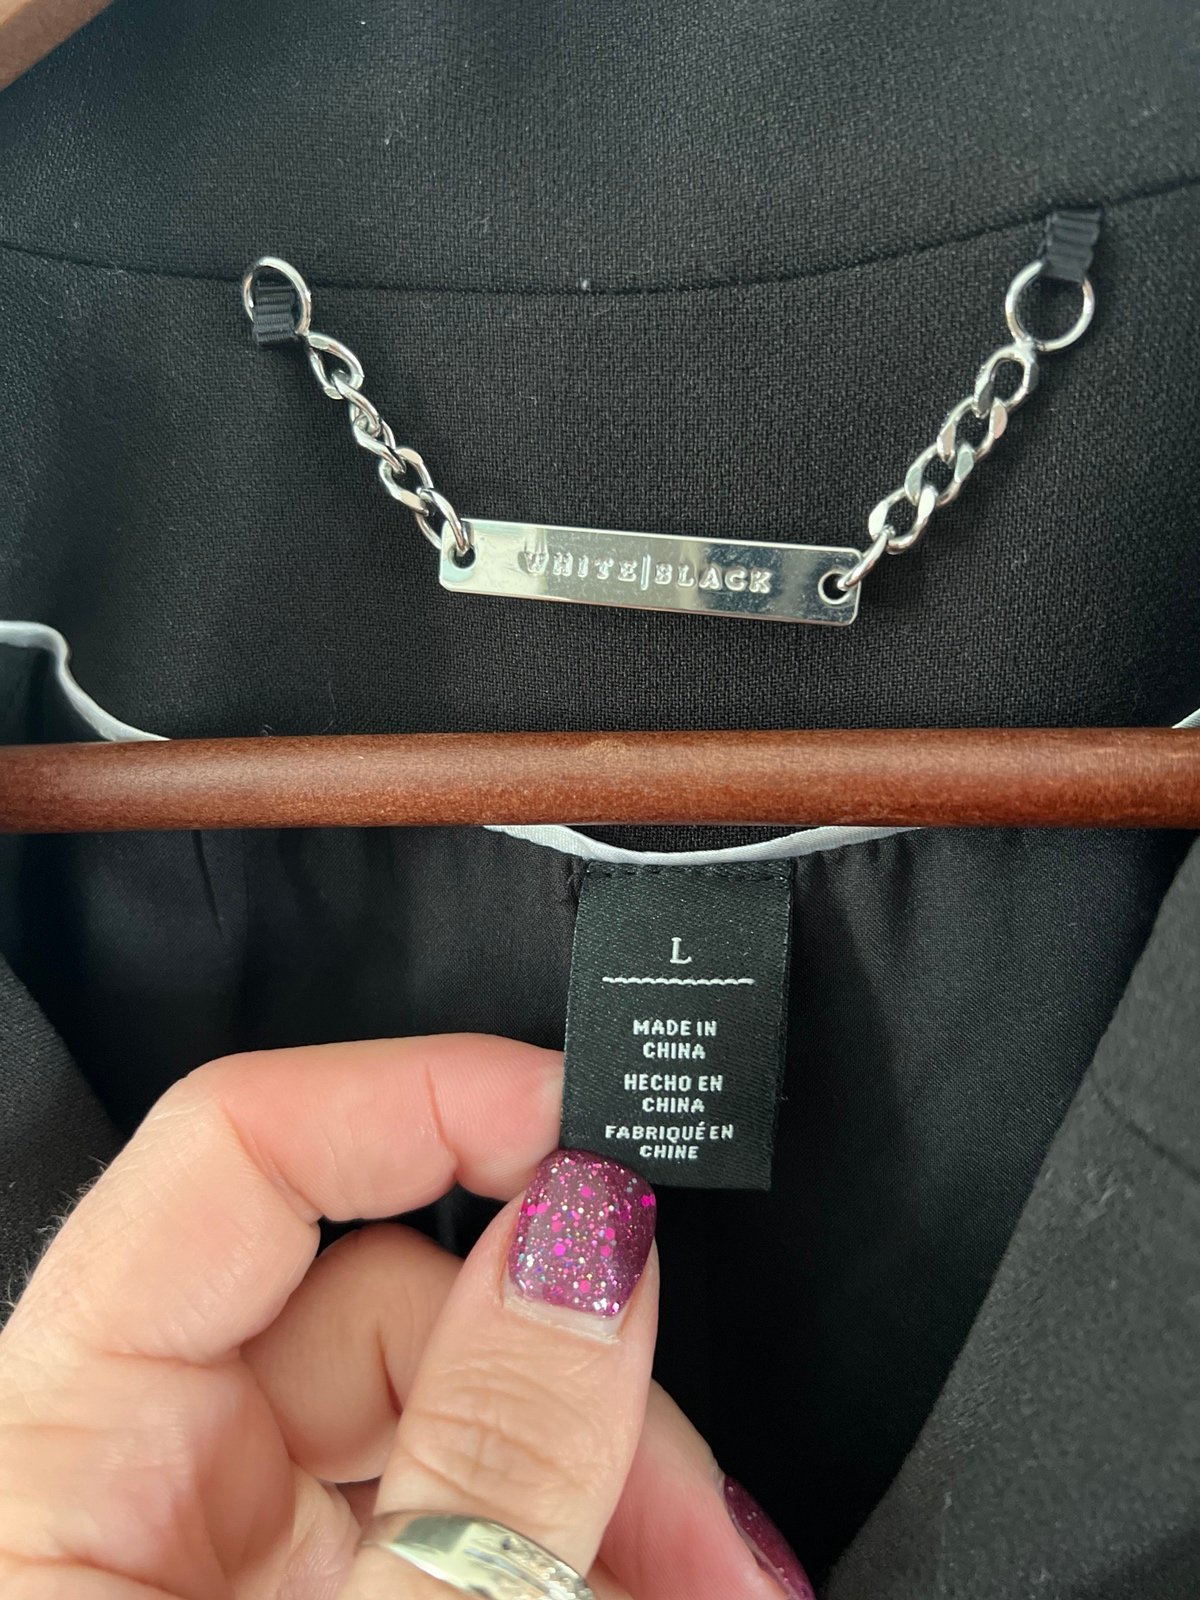 WHITE|BLACK
L
MADE IN
CHINA
HECHO EN
CHINA
FABRIQUÉ EN
CHINE